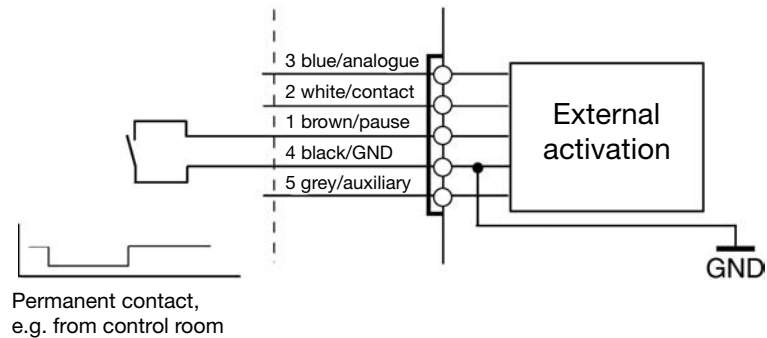 3 blue/analogue
2 white/contact
1 brown/pause
4 black/GND
5 grey/auxiliary
External
activation
GND
Permanent contact,
e.g. from control room